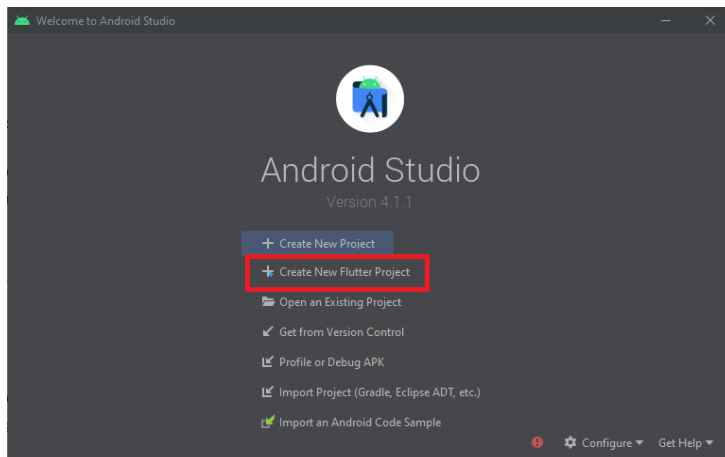 Welcome to Android Studio
Android Studio
Version 4.1.1
Create New Project
Create New Flutter Project
Open an Existing Project
Get from Version Control
Profile or Debug APK
Import Project (Gradle, Eclipse ADT, etc.)
Import an Android Code Sample
Configure Get Help